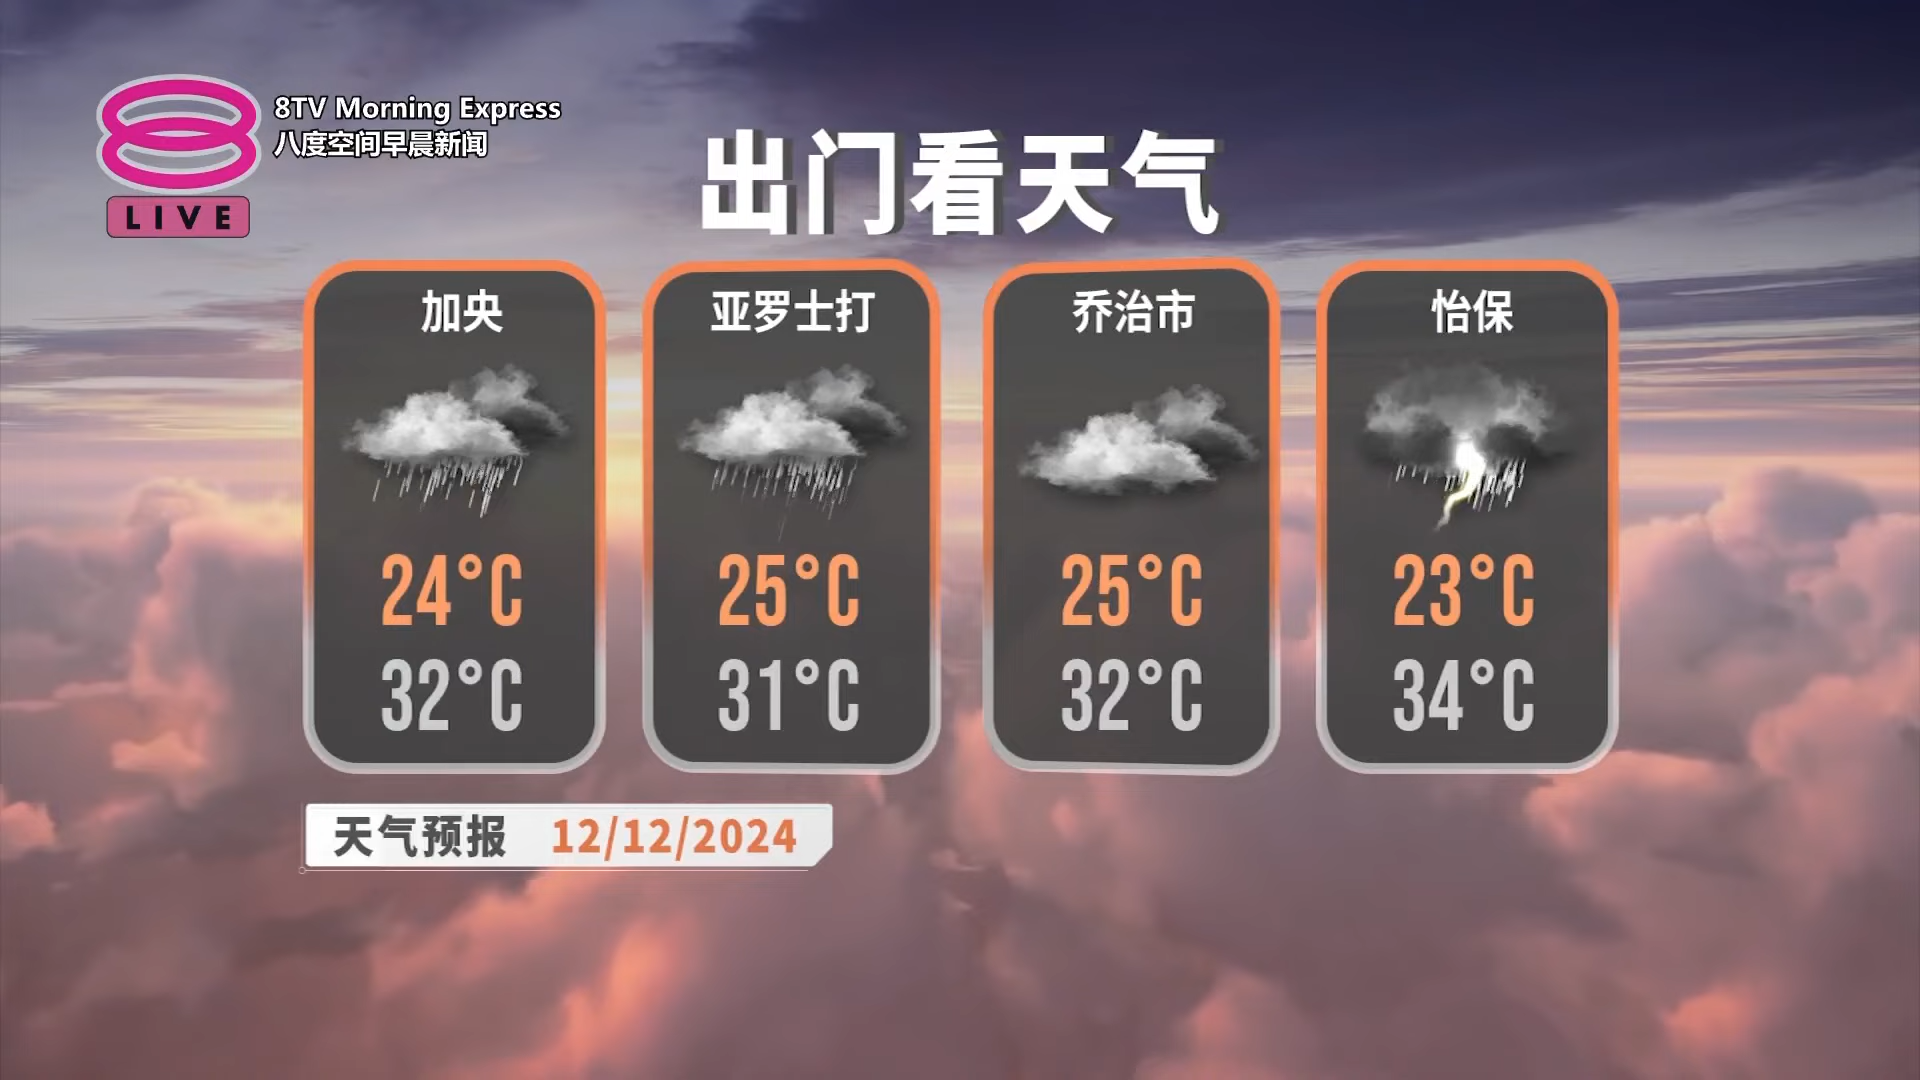 8TV Morning Express
八度空间早晨新闻
LIVE
出门看天气
加央
24°C
32°C
亚罗士打
25°C
31°C
乔治市
25°C
32°C
怡保
23°C
34°C
天气预报 12/12/2024